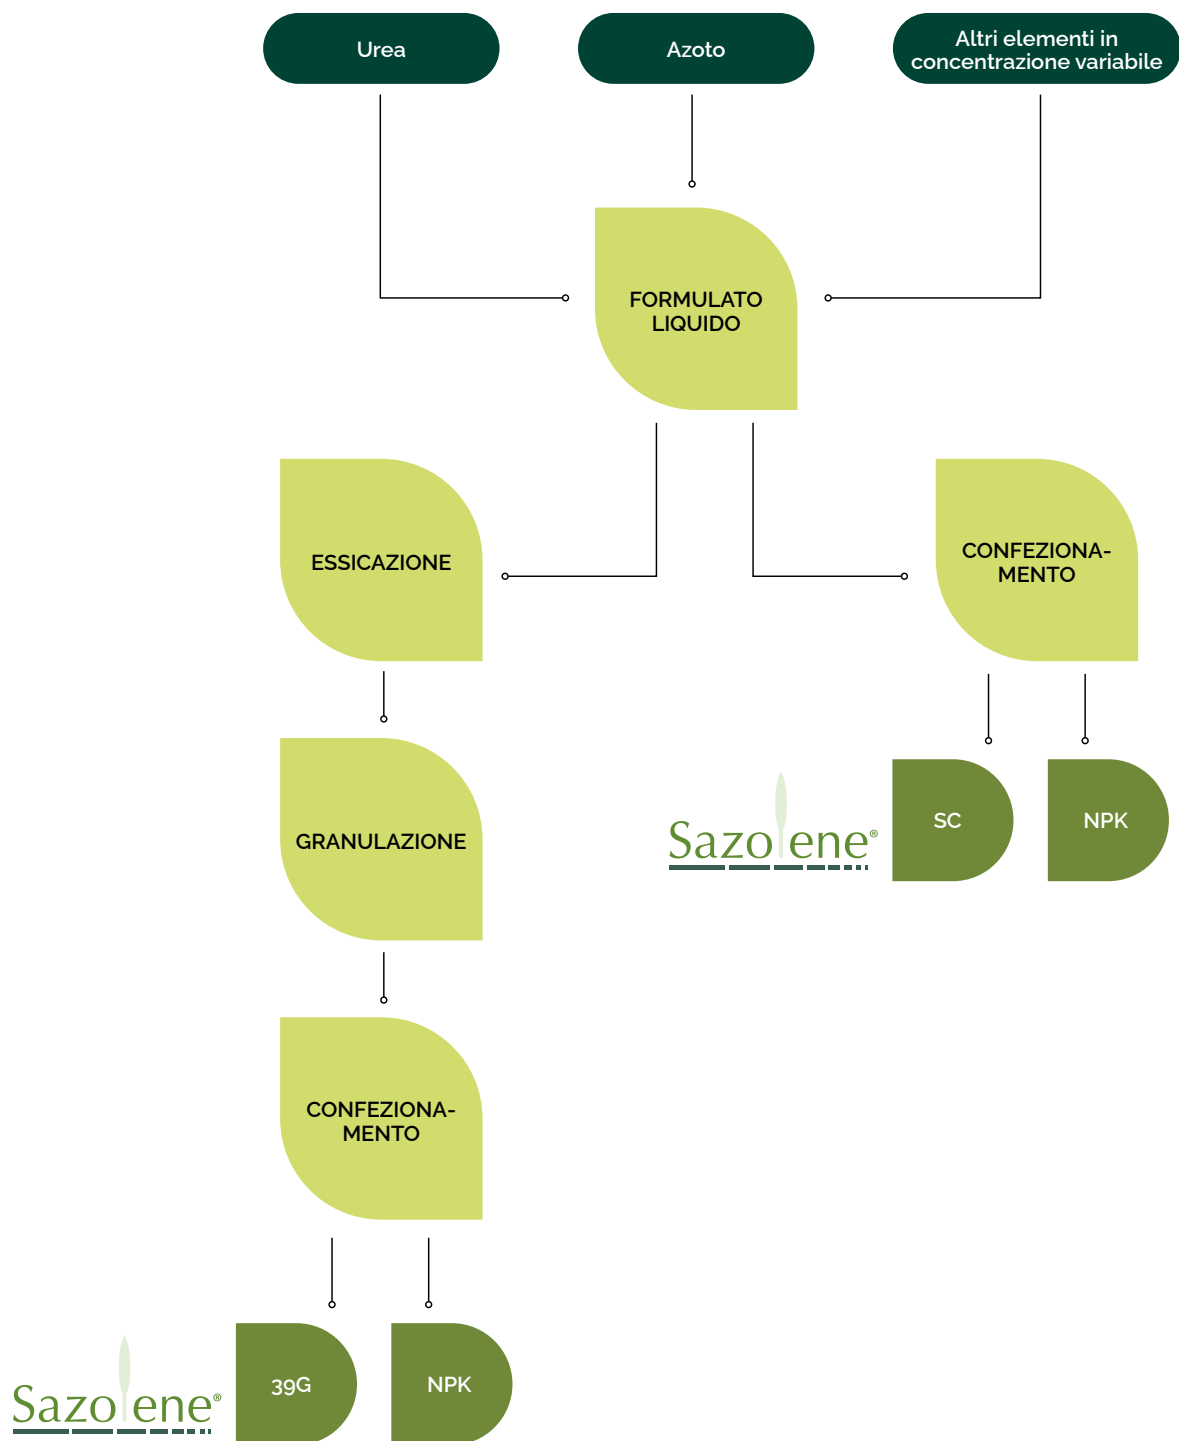 Urea
Azoto
Altri elementi in
concentrazione variabile
FORMULATO
LIQUIDO
ESSICAZIONE
CONFEZIONA-
MENTO
GRANULAZIONE
Sazolene®
SC
NPK
CONFEZIONA-
MENTO
Sazolene®
39G
NPK